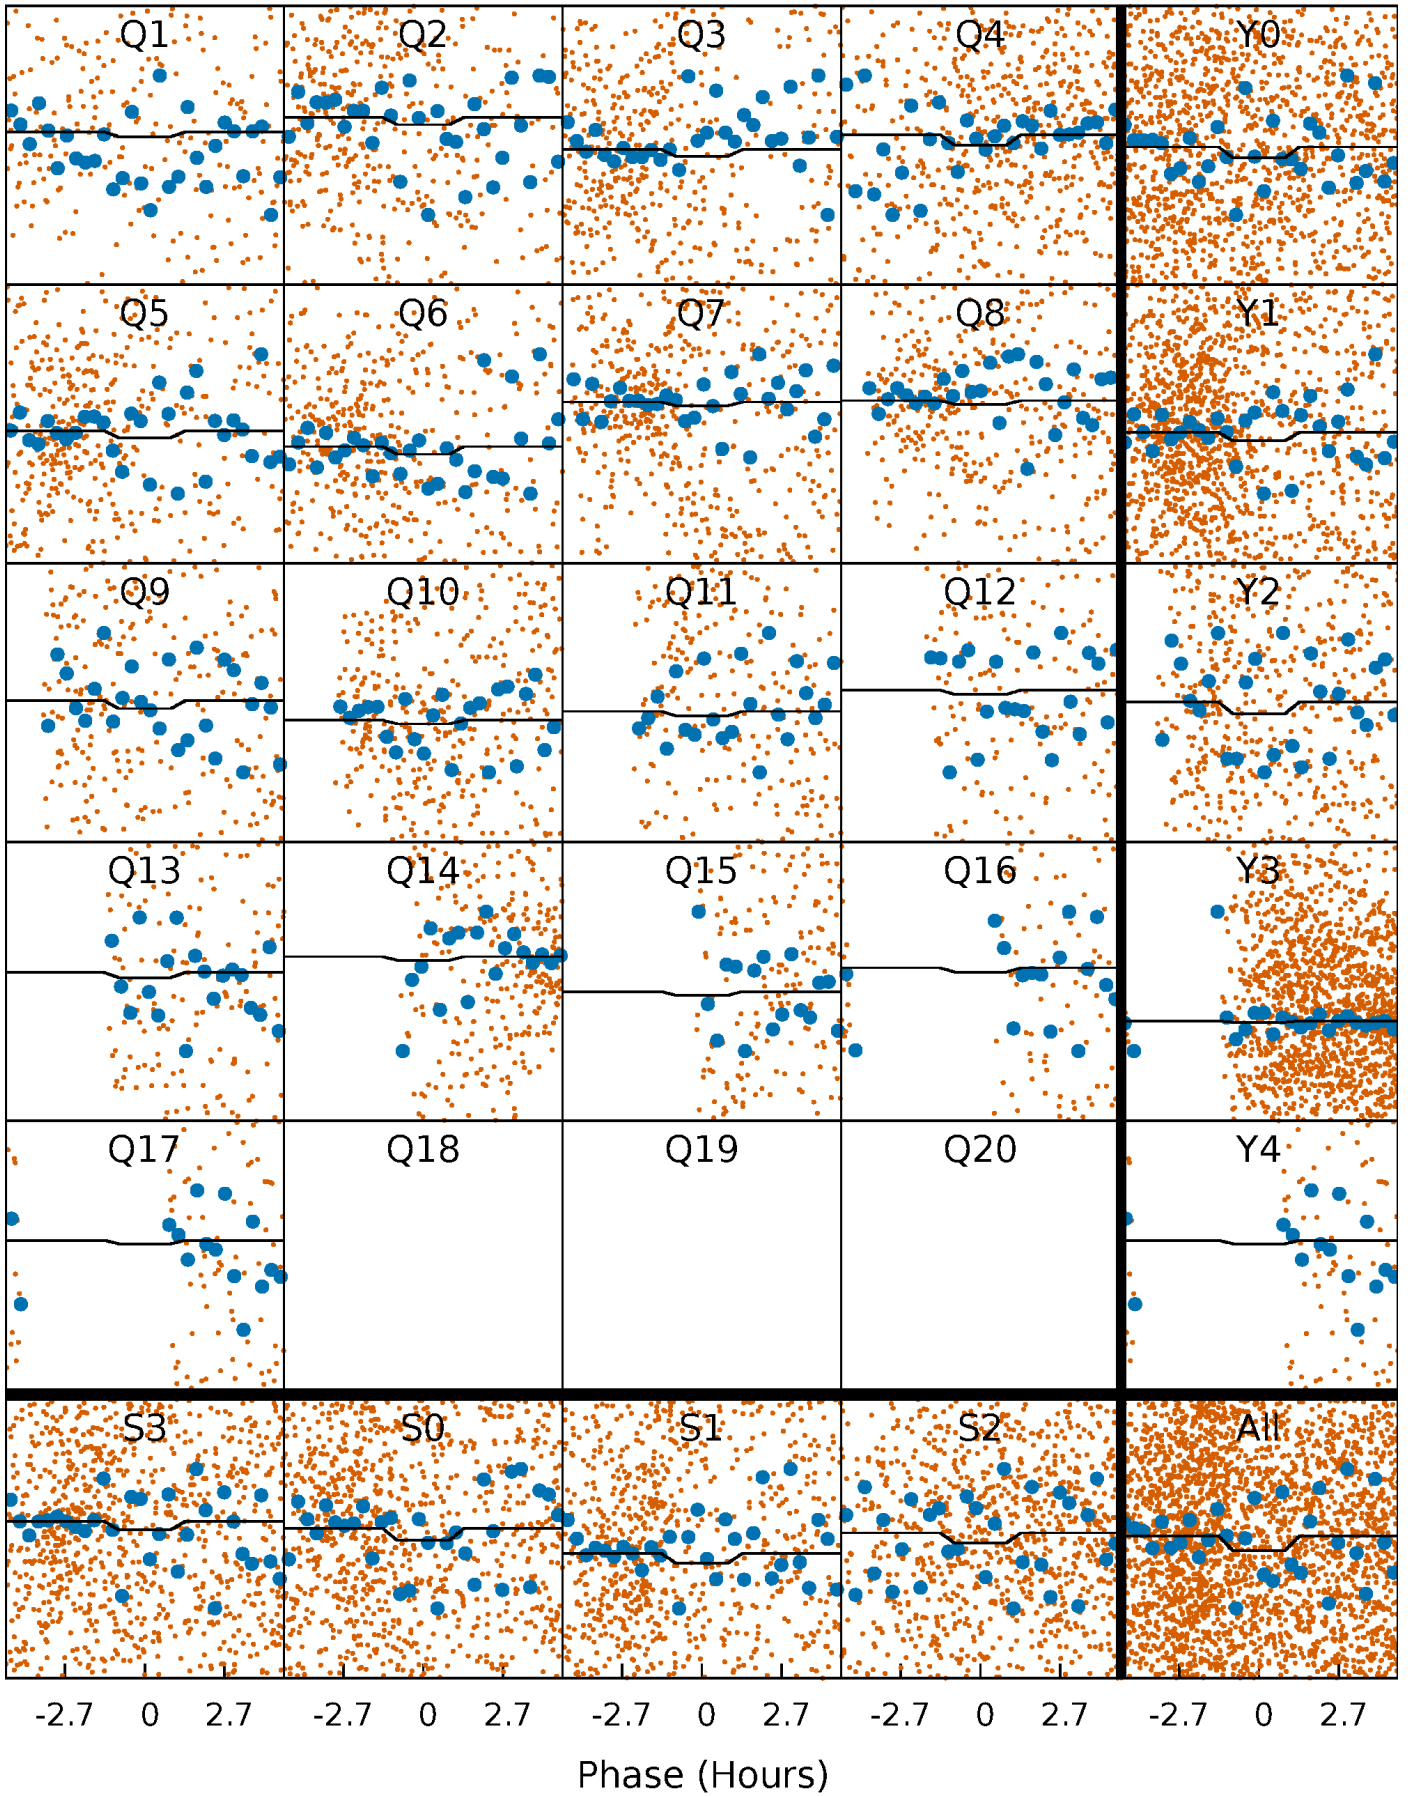 Q1 Q2 Q3 Q4 Y0
Q5 Q6 Q7 Q8 Y1
Q9 Q10 Q11 Q12 Y2
Q13 Q14 Q15 Q16 Y3
Q17 Q18 Q19 Q20 Y4
S3 S0 S1 S2 All
-2.7 0 2.7 -2.7 0 2.7 -2.7 0 2.7 -2.7 0 2.7 -2.7 0 2.7
Phase (Hours)